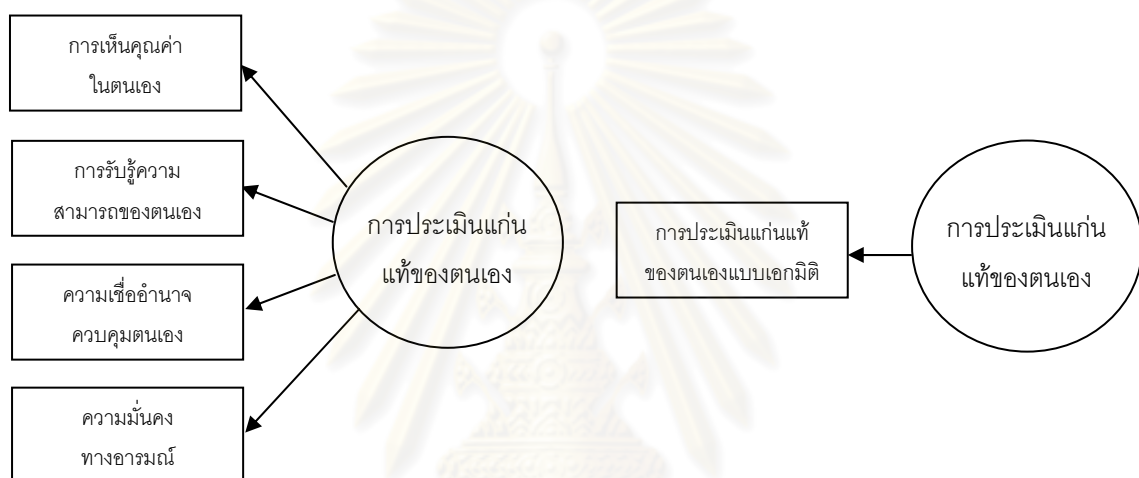 การเห็นคุณค่า
ในตนเอง
การรับรู้ความ
สามารถของตนเอง
ความเชื่ออำนาจ
ควบคุมตนเอง
ความมั่นคง
ทางอารมณ์
การประเมินแก่น
แท้ของตนเอง
การประเมินแก่นแท้
ของตนเองแบบเอกมิติ
การประเมินแก่น
แท้ของตนเอง